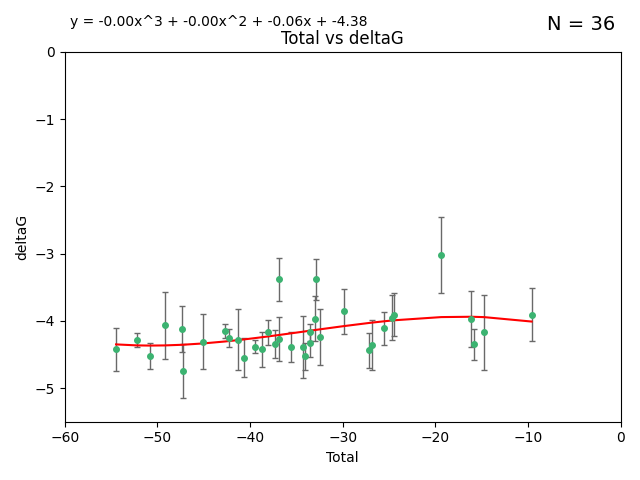 y = -0.00x^3 + -0.00x^2 + -0.06x + -4.38
N = 36
Total vs deltaG
0
−1
−2
−3
−4
−5
deltaG
−60
−50
−40
−30
−20
−10
0
Total